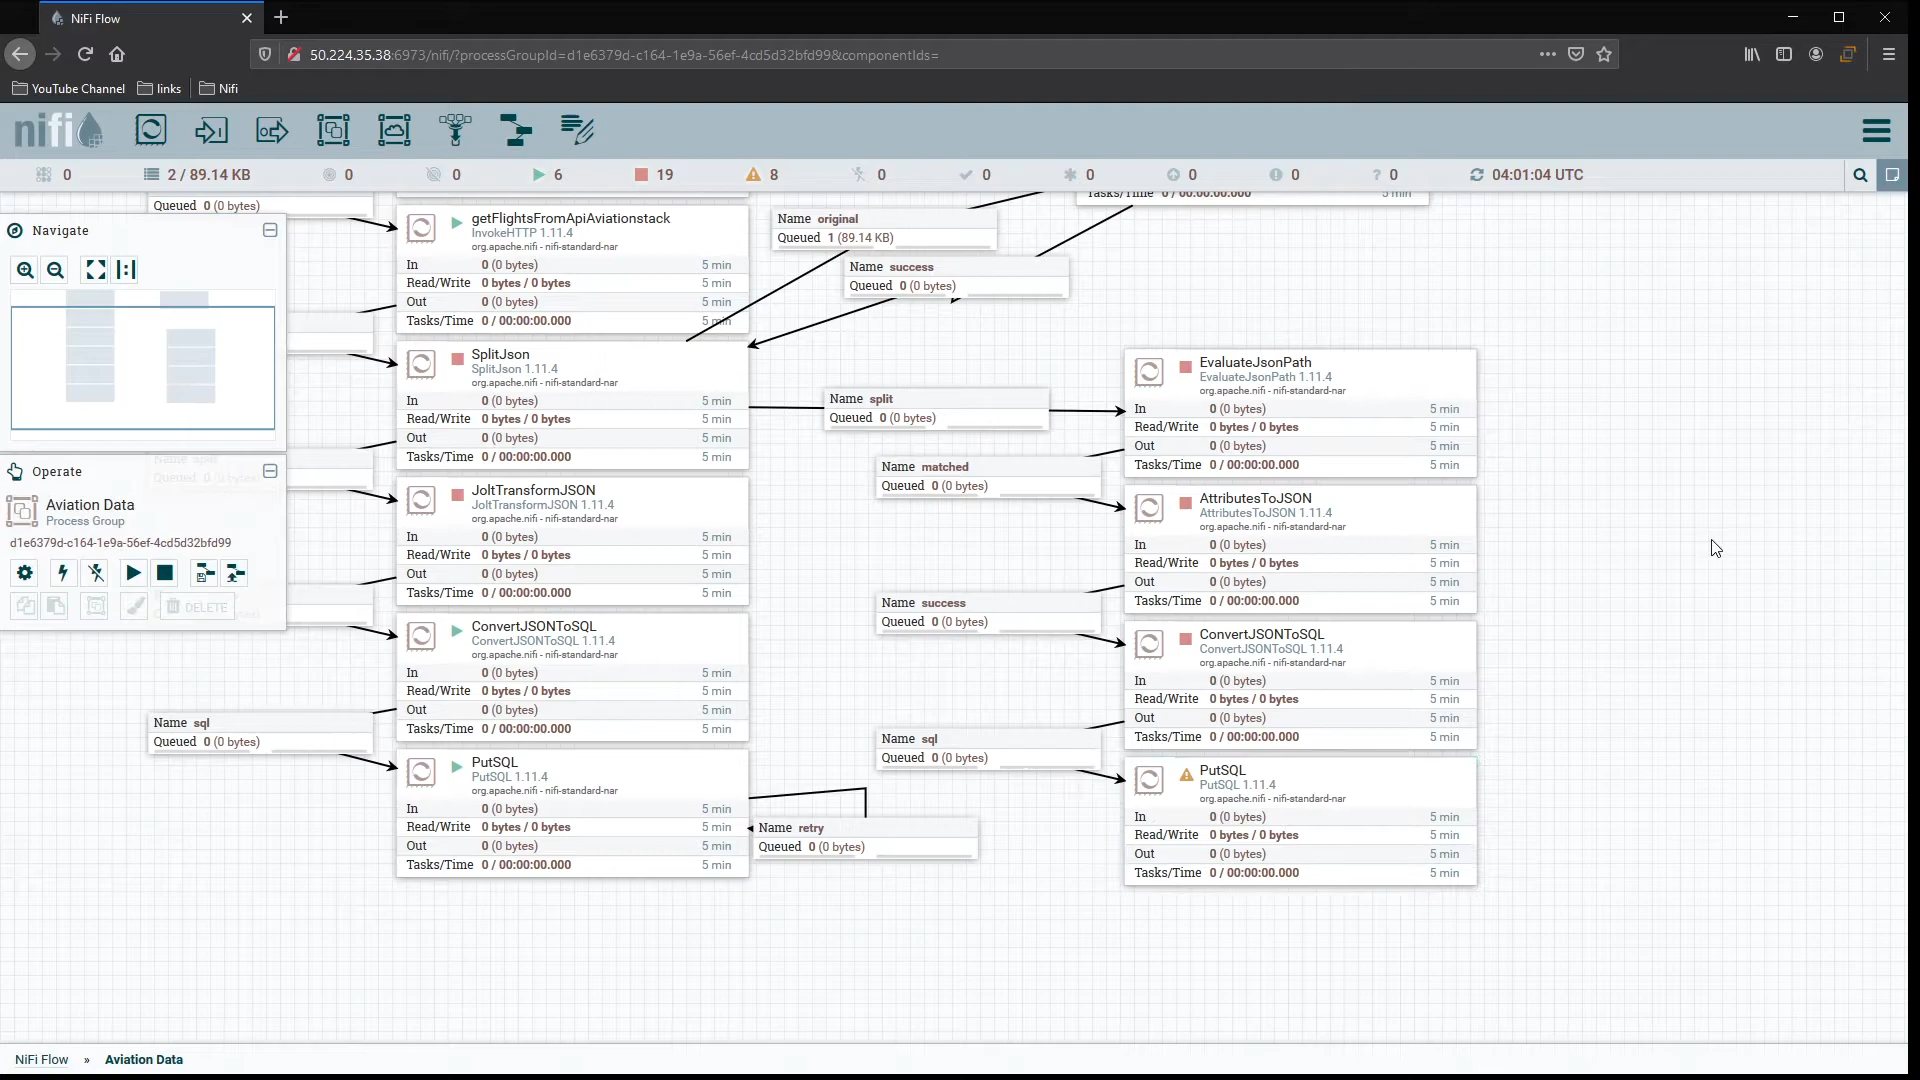 NiFi Flow
50.224.35.38:6973/nifi/?processGroupId=d1e6379d-c164-1e9a-56ef-4cd5d32bfd99&componentIds=
YouTube Channel
links
Nifi
nifi
0
2 / 89.14 KB
0
0
6
19
8
0
0
0
0
0
0
04:01:04 UTC
Queued 0 (0 bytes)
Navigate
Operate
Aviation Data
Process Group
d1e6379d-c164-1e9a-56ef-4cd5d32bfd99
DELETE
Name split
Queued 0 (0 bytes)
getFlightsFromApiAviationstack
InvokeHTTP 1.11.4
org.apache.nifi - nifi-standard-nar
In 0 (0 bytes) 5 min
Read/Write 0 bytes / 0 bytes 5 min
Out 0 (0 bytes) 5 min
Tasks/Time 0 / 00:00:00.000 5 min
SplitJson
SplitJson 1.11.4
org.apache.nifi - nifi-standard-nar
In 0 (0 bytes) 5 min
Read/Write 0 bytes / 0 bytes 5 min
Out 0 (0 bytes) 5 min
Tasks/Time 0 / 00:00:00.000 5 min
JoltTransformJSON
JoltTransformJSON 1.11.4
org.apache.nifi - nifi-standard-nar
In 0 (0 bytes) 5 min
Read/Write 0 bytes / 0 bytes 5 min
Out 0 (0 bytes) 5 min
Tasks/Time 0 / 00:00:00.000 5 min
ConvertJSONToSQL
ConvertJSONToSQL 1.11.4
org.apache.nifi - nifi-standard-nar
In 0 (0 bytes) 5 min
Read/Write 0 bytes / 0 bytes 5 min
Out 0 (0 bytes) 5 min
Tasks/Time 0 / 00:00:00.000 5 min
Name sql
Queued 0 (0 bytes)
PutSQL
PutSQL 1.11.4
org.apache.nifi - nifi-standard-nar
In 0 (0 bytes) 5 min
Read/Write 0 bytes / 0 bytes 5 min
Out 0 (0 bytes) 5 min
Tasks/Time 0 / 00:00:00.000 5 min
Name original
Queued 1 (89.14 KB)
Name success
Queued 0 (0 bytes)
Name split
Queued 0 (0 bytes)
Name matched
Queued 0 (0 bytes)
Name success
Queued 0 (0 bytes)
Name sql
Queued 0 (0 bytes)
Name retry
Queued 0 (0 bytes)
Tasks/Time 0 / 00:00:00.000 5 min
EvaluateJsonPath
EvaluateJsonPath 1.11.4
org.apache.nifi - nifi-standard-nar
In 0 (0 bytes) 5 min
Read/Write 0 bytes / 0 bytes 5 min
Out 0 (0 bytes) 5 min
Tasks/Time 0 / 00:00:00.000 5 min
AttributesToJSON
AttributesToJSON 1.11.4
org.apache.nifi - nifi-standard-nar
In 0 (0 bytes) 5 min
Read/Write 0 bytes / 0 bytes 5 min
Out 0 (0 bytes) 5 min
Tasks/Time 0 / 00:00:00.000 5 min
ConvertJSONToSQL
ConvertJSONToSQL 1.11.4
org.apache.nifi - nifi-standard-nar
In 0 (0 bytes) 5 min
Read/Write 0 bytes / 0 bytes 5 min
Out 0 (0 bytes) 5 min
Tasks/Time 0 / 00:00:00.000 5 min
PutSQL
PutSQL 1.11.4
org.apache.nifi - nifi-standard-nar
In 0 (0 bytes) 5 min
Read/Write 0 bytes / 0 bytes 5 min
Out 0 (0 bytes) 5 min
Tasks/Time 0 / 00:00:00.000 5 min
NiFi Flow » Aviation Data